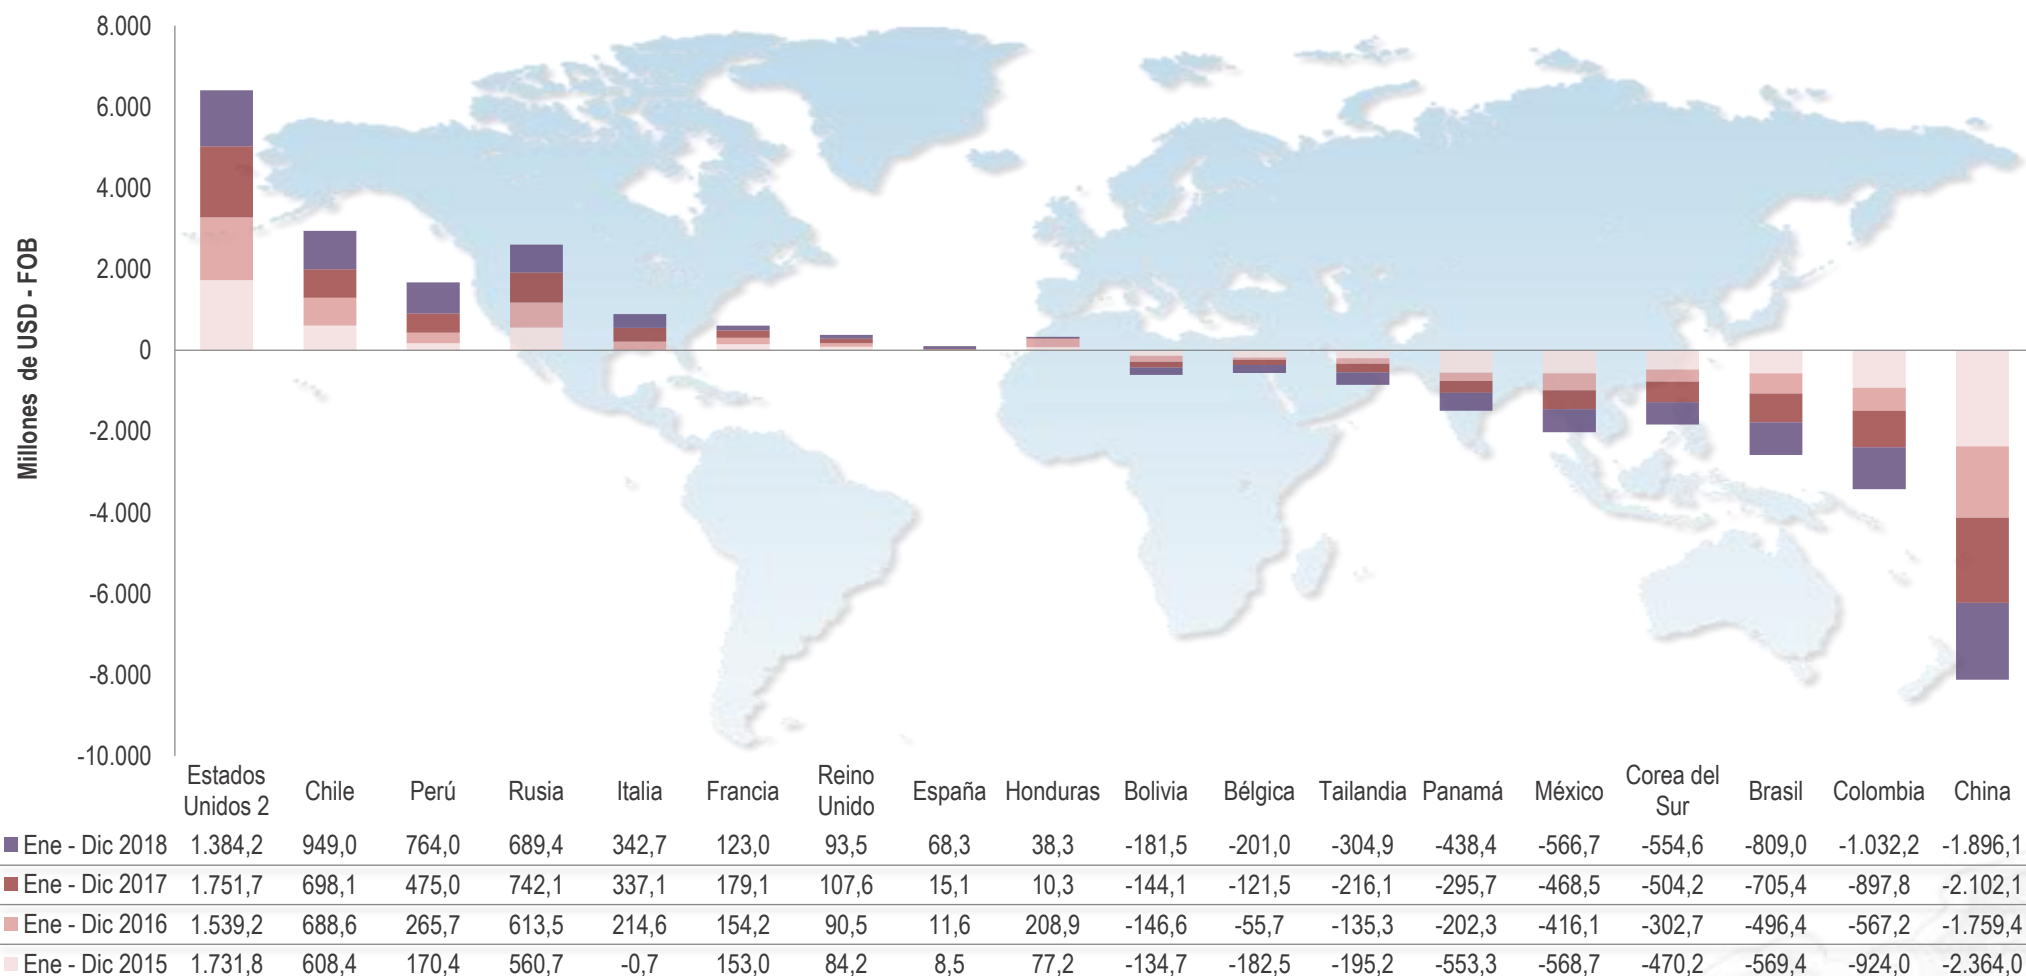 8.000
6.000
4.000
2.000
0
-2.000
-4.000
-6.000
-8.000
-10.000
Millones de USD - FOB
Estados Unidos 2 Chile Perú Rusia Italia Francia Reino Unido España Honduras Bolivia Bélgica Tailandia Panamá México Corea del Sur Brasil Colombia China
Ene - Dic 2018 1.384,2 949,0 764,0 689,4 342,7 123,0 93,5 68,3 38,3 -181,5 -201,0 -304,9 -438,4 -566,7 -554,6 -809,0 -1.032,2 -1.896,1
Ene - Dic 2017 1.751,7 698,1 475,0 742,1 337,1 179,1 107,6 15,1 10,3 -144,1 -121,5 -216,1 -295,7 -468,5 -504,2 -705,4 -897,8 -2.102,1
Ene - Dic 2016 1.539,2 688,6 265,7 613,5 214,6 154,2 90,5 11,6 208,9 -146,6 -55,7 -135,3 -202,3 -416,1 -302,7 -496,4 -567,2 -1.759,4
Ene - Dic 2015 1.731,8 608,4 170,4 560,7 -0,7 153,0 84,2 8,5 77,2 -134,7 -182,5 -195,2 -553,3 -568,7 -470,2 -569,4 -924,0 -2.364,0